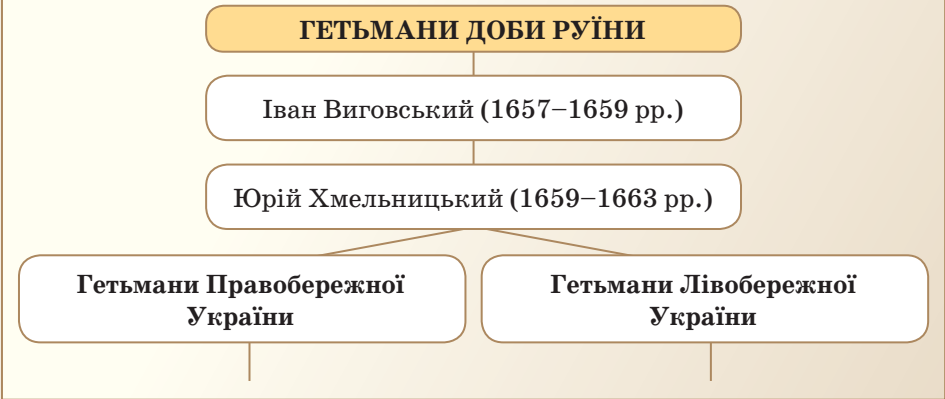 ГЕТЬМАНИ ДОБИ РУЇНИ
Іван Виговський (1657–1659 рр.)
Юрій Хмельницький (1659–1663 рр.)
Гетьмани Правобережної
України
Гетьмани Лівобережної
України